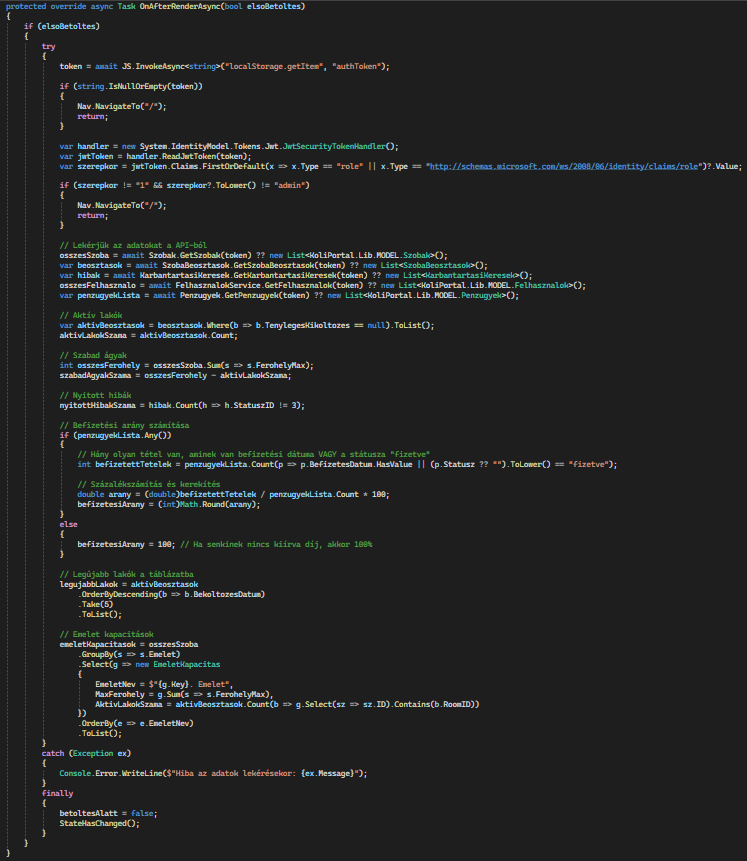 protected override async Task OnAfterRenderAsync(bool elsoBetoltes)
{
if (elsoBetoltes)
{
try
{
token = await JS.InvokeAsync<string>("localStorage.getItem", "authToken");
if (string.IsNullOrEmpty(token))
{
Nav.NavigateTo("/");
return;
}
var handler = new System.IdentityModel.Tokens.Jwt.JwtSecurityTokenHandler();
var jwtToken = handler.ReadJwtToken(token);
var szerepkor = jwtToken.Claims.FirstOrDefault(x => x.Type == "role" || x.Type == "http://schemas.microsoft.com/ws/2008/06/identity/claims/role")?.Value;
if (szerepkor != "1" && szerepkor?.ToLower() != "admin")
{
Nav.NavigateTo("/");
return;
}
// Lekérjük az adatokat a API-ból
osszesSzoba = await Szobak.GetSzobak(token) ?? new List<KoliPortal.Lib.MODEL.Szobak>();
var beosztasok = await SzobaBeosztasok.GetSzobaBeosztasok(token) ?? new List<SzobaBeosztasok>();
var hibak = await KarbantartasiKeresek.GetKarbantartasiKeresek(token) ?? new List<KarbantartasiKeresek>();
osszesFelhasznalo = await FelhasznalokService.GetFelhasznalok(token) ?? new List<KoliPortal.Lib.MODEL.Felhasznalok>();
var penzugyekLista = await Penzugyek.GetPenzugyek(token) ?? new List<KoliPortal.Lib.MODEL.Penzugyek>();
// Aktív lakók
var aktivBeosztasok = beosztasok.Where(b => b.TenylegesKikoltozes == null).ToList();
aktivLakokSzama = aktivBeosztasok.Count;
// Szabad ágyak
int osszesFerohely = osszesSzoba.Sum(s => s.FerohelyMax);
szabadAgyakSzama = osszesFerohely - aktivLakokSzama;
// Nyitott hibák
nyitottHibakSzama = hibak.Count(h => h.StatuszID != 3);
// Befizetési arány számítása
if (penzugyekLista.Any())
{
// Hány olyan tétel van, aminek van befizetési dátuma VAGY a státusza "fizetve"
int befizetettTetelek = penzugyekLista.Count(p => p.BefizetesDatum.HasValue || (p.Statusz ?? "").ToLower() == "fizetve");
// Százalékszámítás és kerekítés
double arany = (double)befizetettTetelek / penzugyekLista.Count * 100;
befizetesiArany = (int)Math.Round(arany);
}
else
{
befizetesiArany = 100; // Ha senkinek nincs kiírva díj, akkor 100%
}
// Legújabb lakók a táblázatba
legujabbLakok = aktivBeosztasok
.OrderByDescending(b => b.BekoltozesDatum)
.Take(5)
.ToList();
// Emelet kapacitások
emeletKapacitasok = osszesSzoba
.GroupBy(s => s.Emelet)
.Select(g => new EmeletKapacitas
{
EmeletNev = $"{g.Key}. Emelet",
MaxFerohely = g.Sum(s => s.FerohelyMax),
AktivLakokSzama = aktivBeosztasok.Count(b => g.Select(sz => sz.ID).Contains(b.RoomID))
})
.OrderBy(e => e.EmeletNev)
.ToList();
}
catch (Exception ex)
{
Console.Error.WriteLine($"Hiba az adatok lekérésekor: {ex.Message}");
}
finally
{
betoltesAlatt = false;
StateHasChanged();
}
}
}